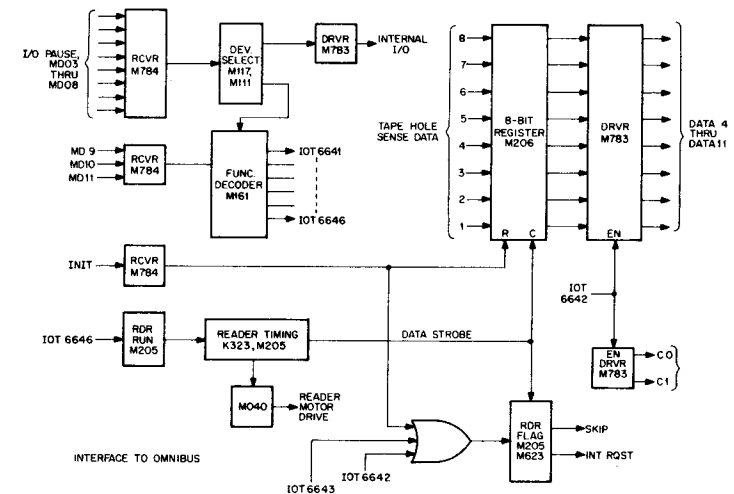 I/O PAUSE,
MD03
THRU
MD08
RCVR
M784
DEV.
SELECT
M117,
M111
DRVR
M783
INTERNAL
I/O
MD 9
MD10
MD11
RCVR
M784
FUNC.
DECODER
M161
IOT 6641
IOT 6646
INIT
RCVR
M784
IOT 6646
RDR
RUN
M205
READER TIMING
K323, M205
DATA STROBE
M040
READER
MOTOR
DRIVE
INTERFACE TO OMNIBUS
IOT 6643
IOT 6642
TAPE HOLE
SENSE DATA
8
7
6
5
4
3
2
1
8-BIT
REGISTER
M206
R C
DRVR
M783
EN
DATA 4
THRU
DATA 11
IOT
6642
EN
DRVR
M783
C0
C1
RDR
FLAG
M205
M623
SKIP
INT RQST